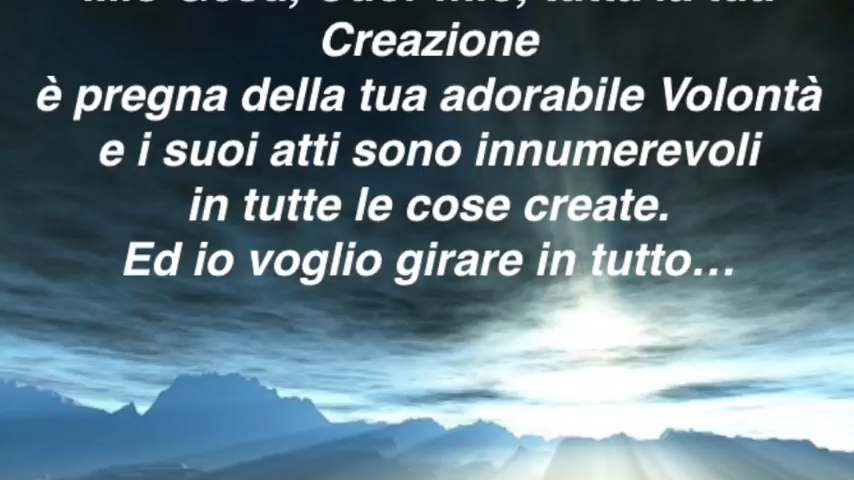 Creazione
è pregna della tua adorabile Volontà
e i suoi atti sono innumerevoli
in tutte le cose create.
Ed io voglio girare in tutto...